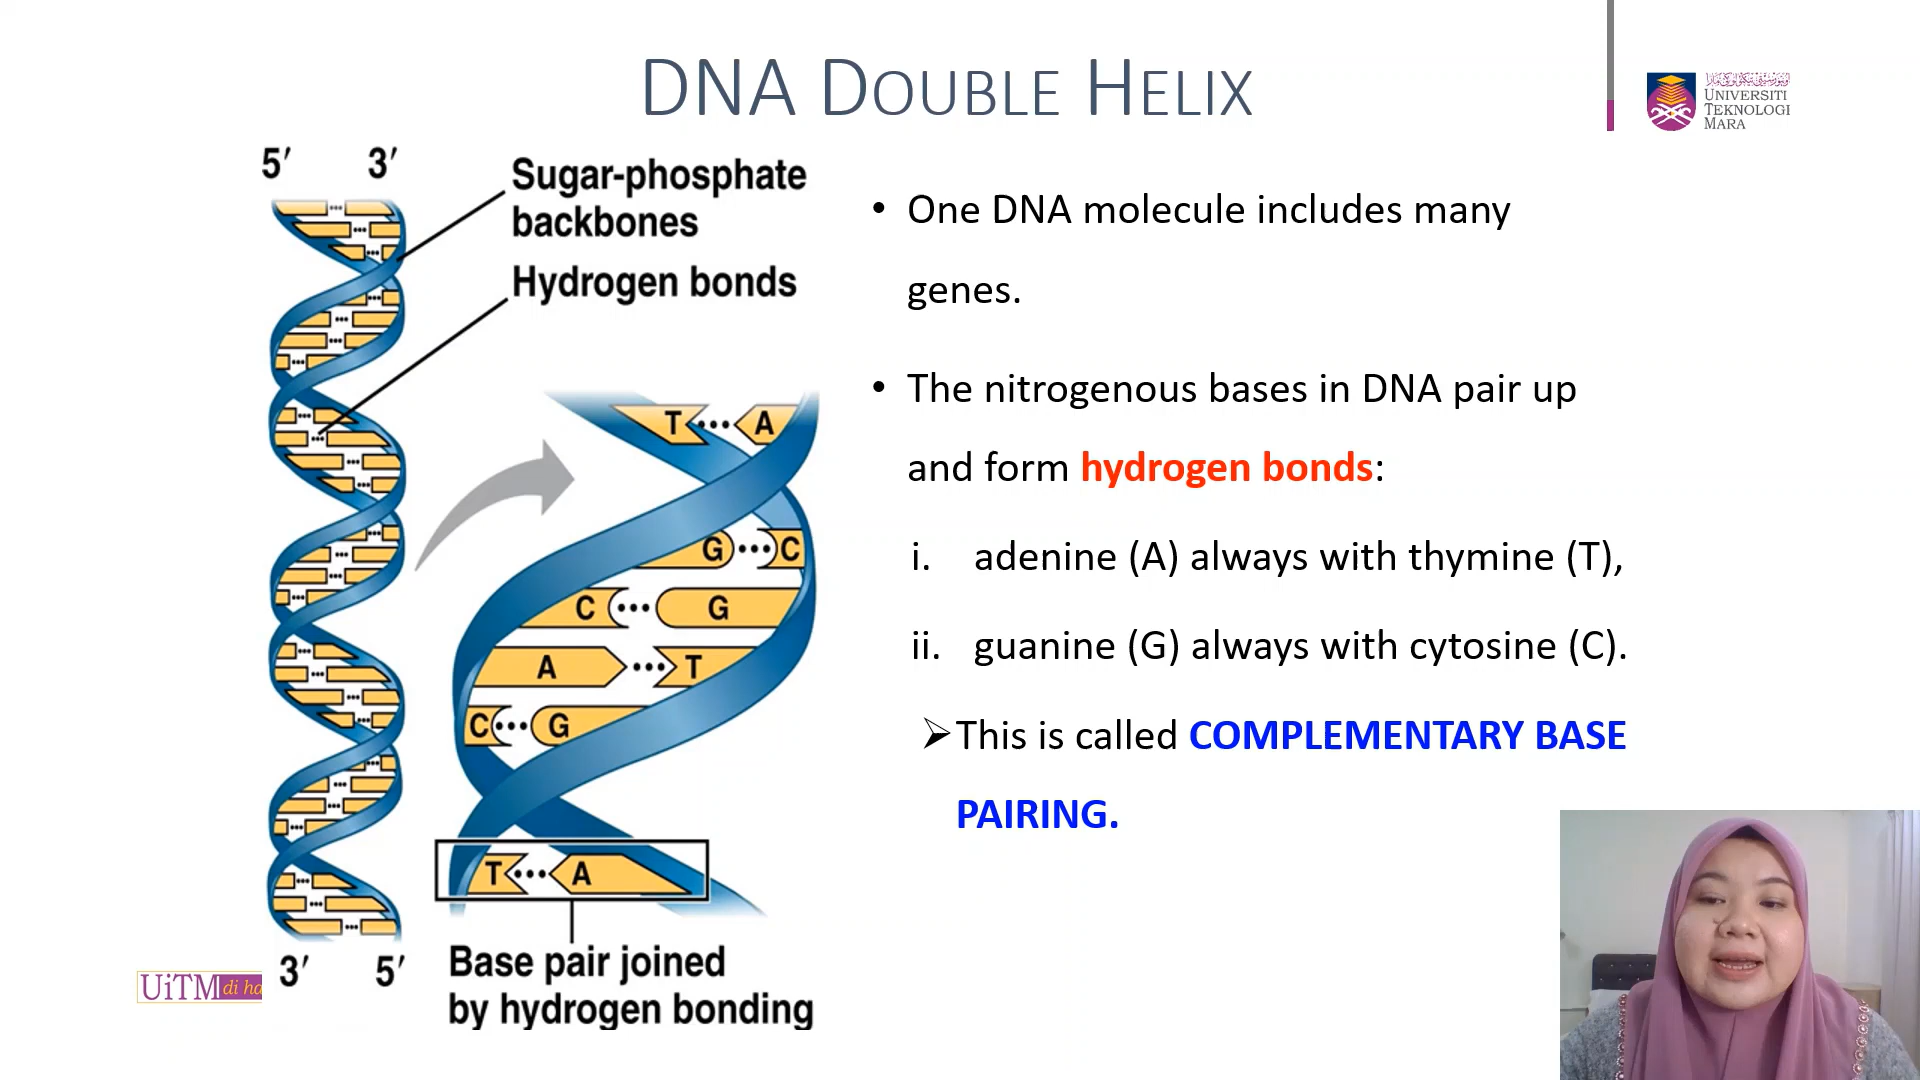 DNA DOUBLE HELIX
UNIVERSITI
TEKNOLOGI
MARA
5′ 3′
Sugar-phosphate
backbones
Hydrogen bonds
T A
G C
C G
A T
C G
T A
3′ 5′
Base pair joined
by hydrogen bonding
• One DNA molecule includes many
genes.
• The nitrogenous bases in DNA pair up
and form hydrogen bonds:
i. adenine (A) always with thymine (T),
ii. guanine (G) always with cytosine (C).
➢This is called COMPLEMENTARY BASE
PAIRING.
UiTM di ha